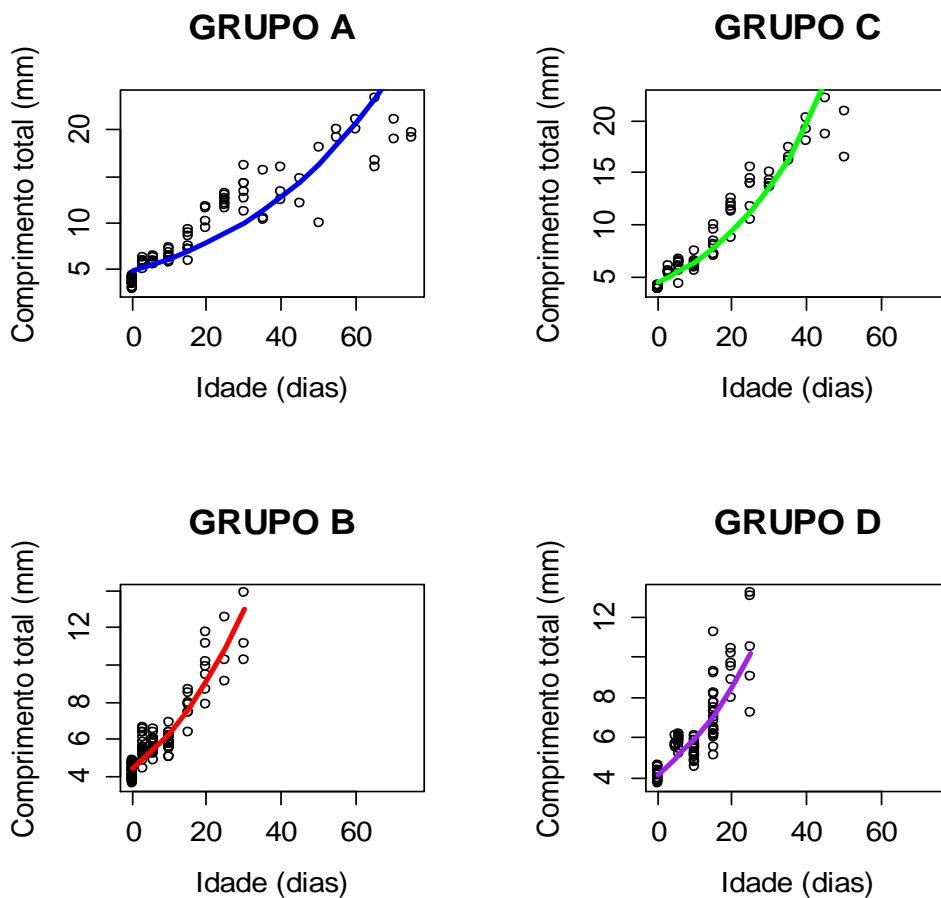 GRUPO A
Comprimento total (mm)
20
10
5
0 20 40 60
Idade (dias)
GRUPO C
Comprimento total (mm)
20
15
10
5
0 20 40 60
Idade (dias)
GRUPO B
Comprimento total (mm)
12
8
6
4
0 20 40 60
Idade (dias)
GRUPO D
Comprimento total (mm)
12
8
6
4
0 20 40 60
Idade (dias)